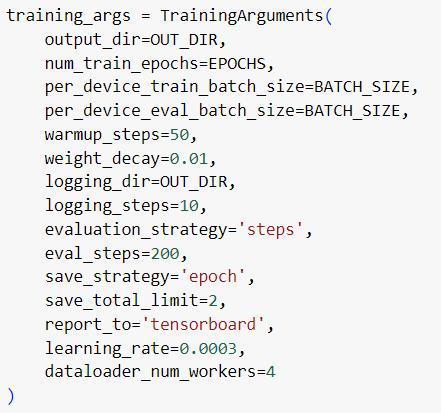 training_args = TrainingArguments(
    output_dir=OUT_DIR,
    num_train_epochs=EPOCHS,
    per_device_train_batch_size=BATCH_SIZE,
    per_device_eval_batch_size=BATCH_SIZE,
    warmup_steps=50,
    weight_decay=0.01,
    logging_dir=OUT_DIR,
    logging_steps=10,
    evaluation_strategy='steps',
    eval_steps=200,
    save_strategy='epoch',
    save_total_limit=2,
    report_to='tensorboard',
    learning_rate=0.0003,
    dataloader_num_workers=4
)